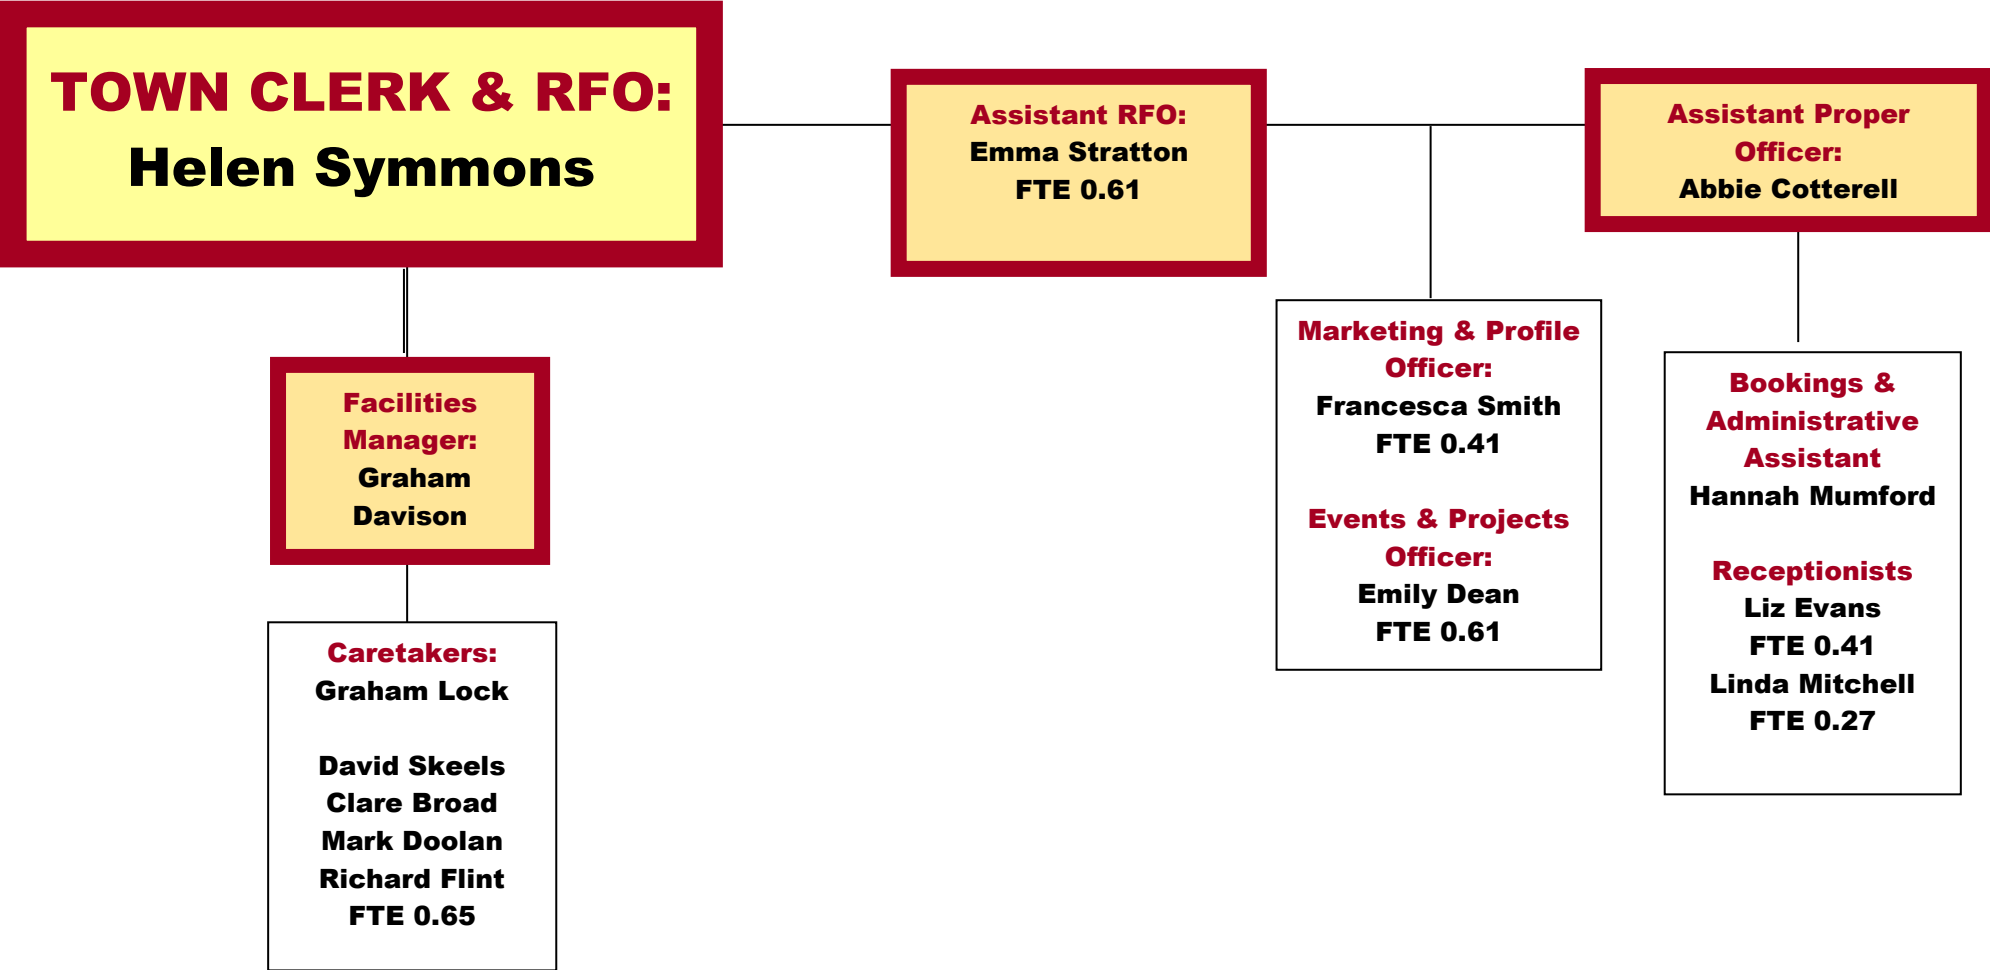 TOWN CLERK & RFO:
Helen Symmons
Assistant RFO:
Emma Stratton
FTE 0.61
Assistant Proper
Officer:
Abbie Cotterell
Facilities
Manager:
Graham
Davison
Caretakers:
Graham Lock
David Skeels
Clare Broad
Mark Doolan
Richard Flint
FTE 0.65
Marketing & Profile
Officer:
Francesca Smith
FTE 0.41
Events & Projects
Officer:
Emily Dean
FTE 0.61
Bookings &
Administrative
Assistant
Hannah Mumford
Receptionists
Liz Evans
FTE 0.41
Linda Mitchell
FTE 0.27